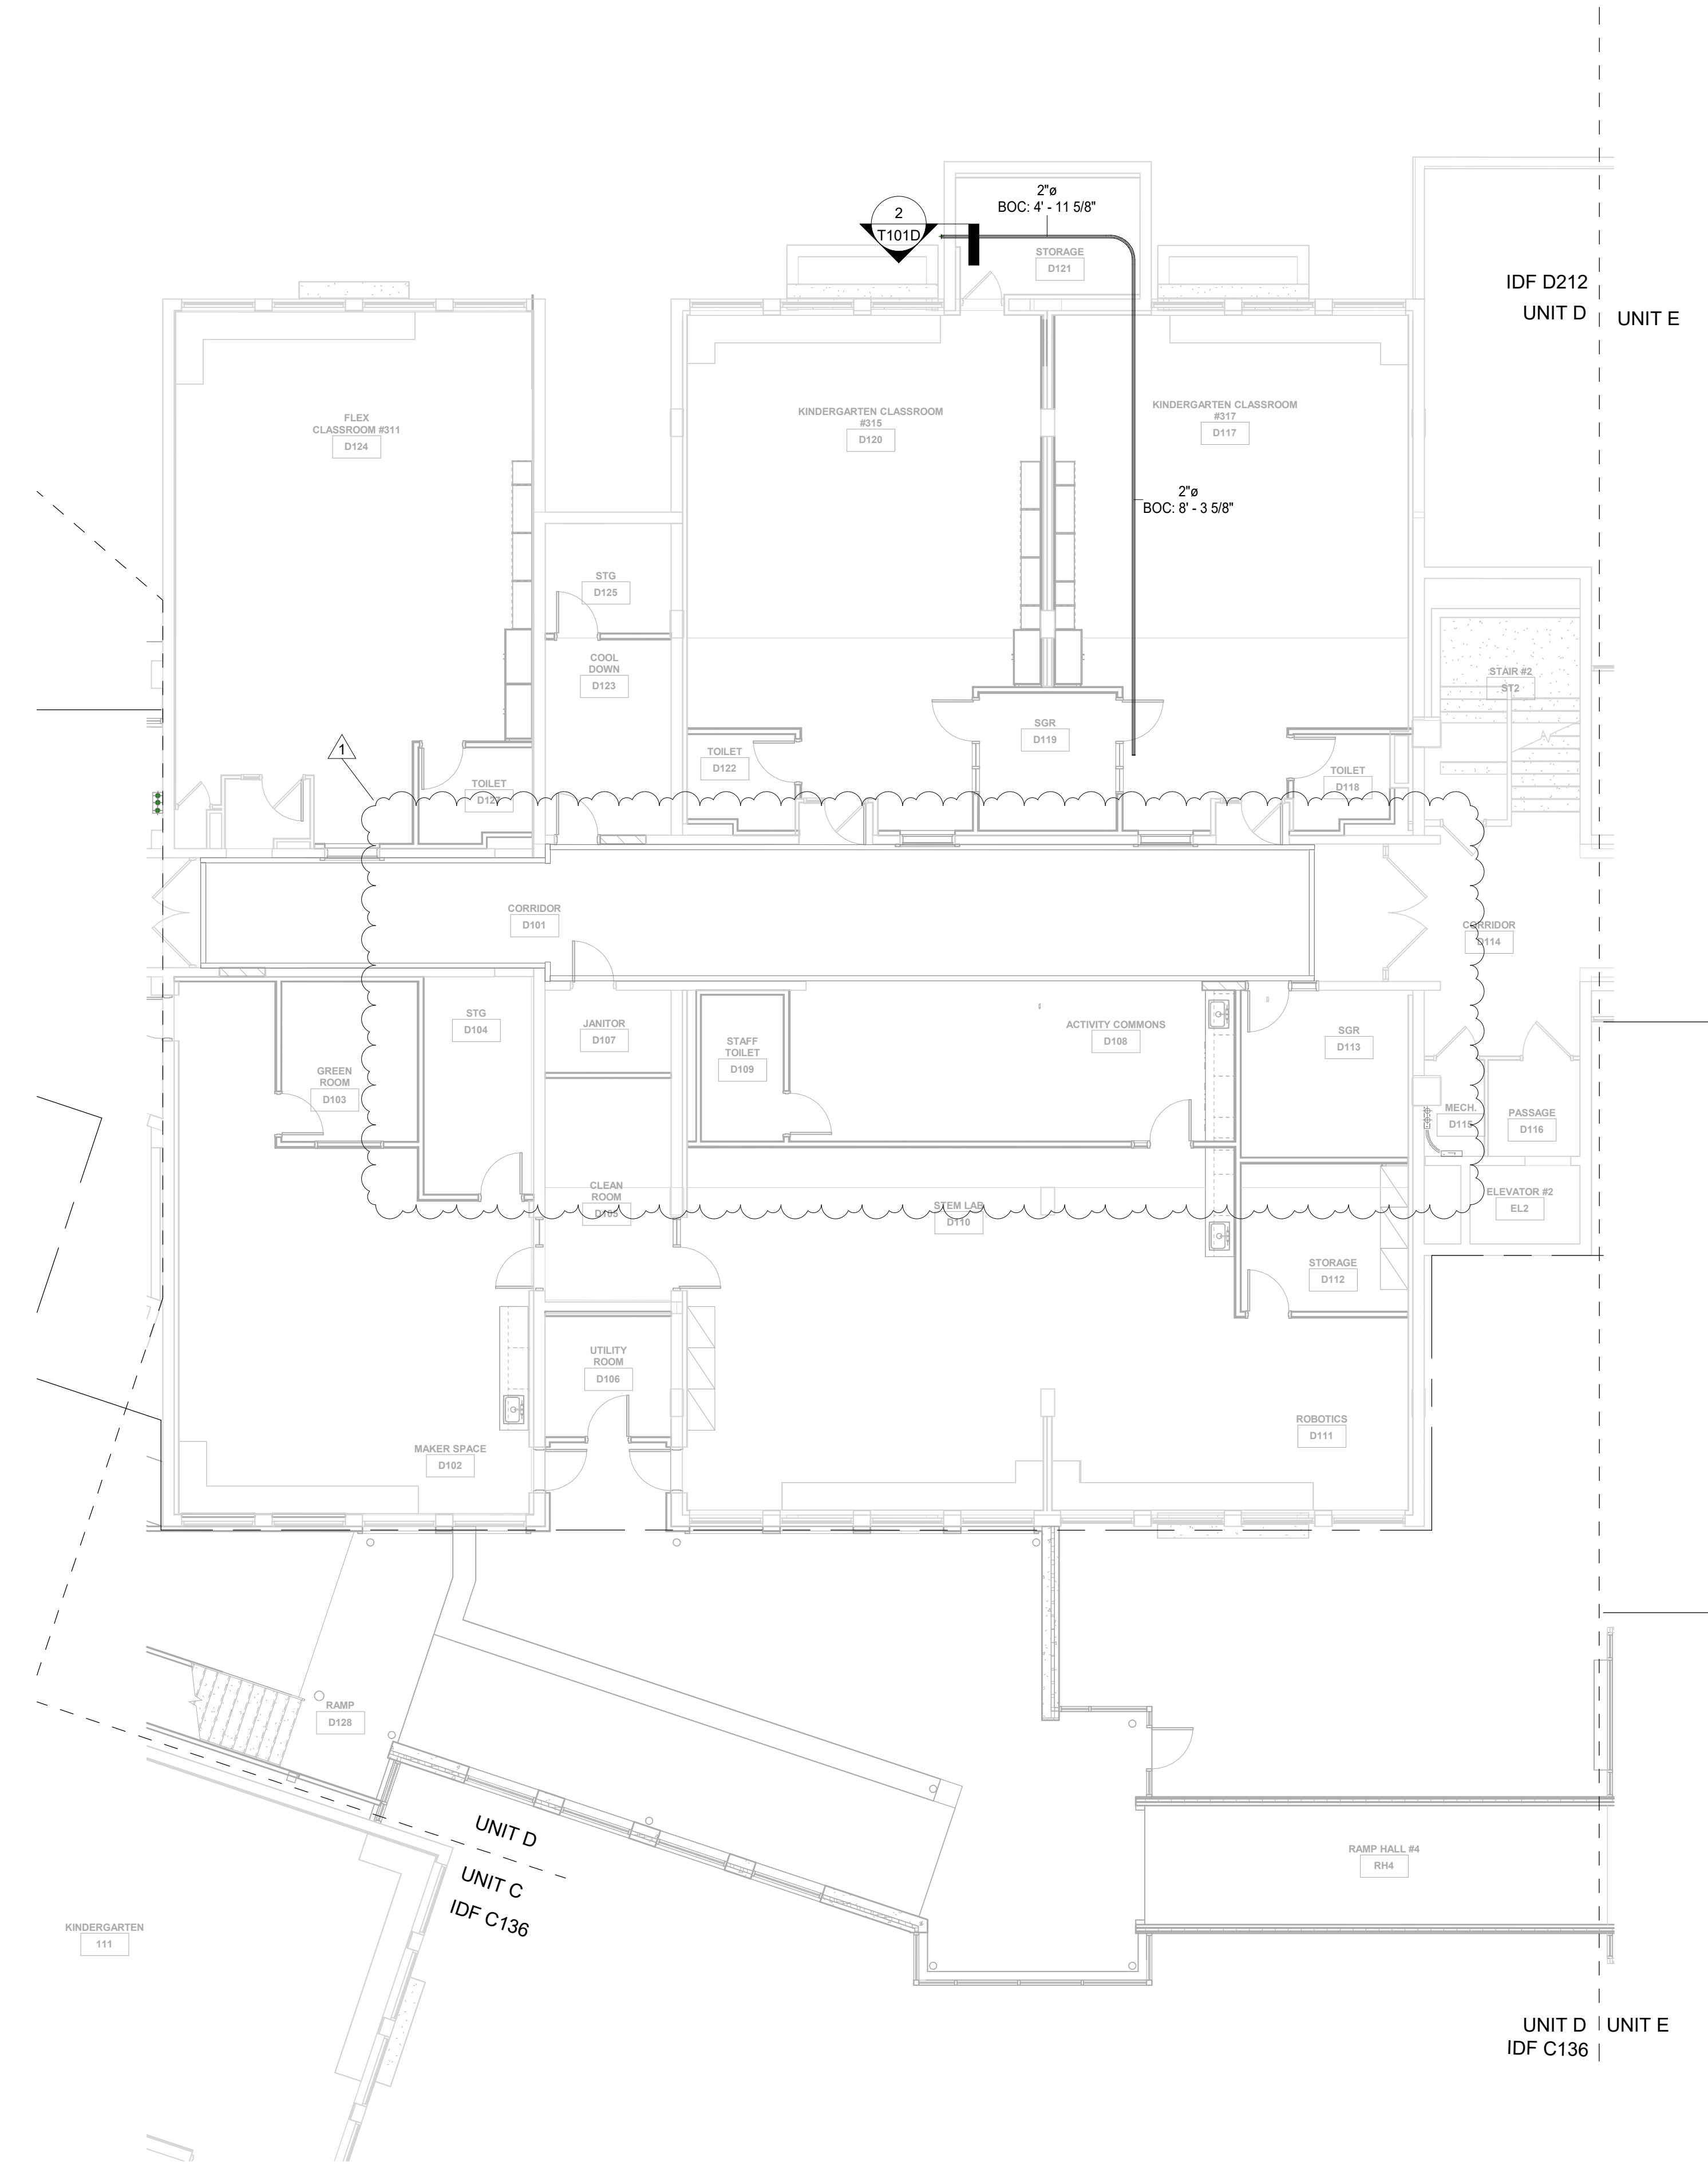 2"ø
BOC: 4' - 11 5/8"
2
T101D
STORAGE
D121
IDF D212
UNIT D
UNIT E
FLEX
CLASSROOM #311
D124
KINDERGARTEN CLASSROOM
#315
D120
KINDERGARTEN CLASSROOM
#317
D117
2"ø
BOC: 8' - 3 5/8"
STG
D125
COOL
DOWN
D123
STAIR #2
ST2
SGR
D119
1
TOILET
D122
TOILET
D118
TOILET
CORRIDOR
D101
CORRIDOR
D114
STG
D104
JANITOR
D107
STAFF
TOILET
D109
ACTIVITY COMMONS
D108
SGR
D113
GREEN
ROOM
D103
MECH.
D115
PASSAGE
D116
CLEAN
ROOM
D105
STEM LAB
D110
ELEVATOR #2
EL2
STORAGE
D112
UTILITY
ROOM
D106
ROBOTICS
D111
MAKER SPACE
D102
RAMP
D128
UNIT D
UNIT C
IDF C136
RAMP HALL #4
RH4
KINDERGARTEN
111
UNIT D
UNIT E
IDF C136